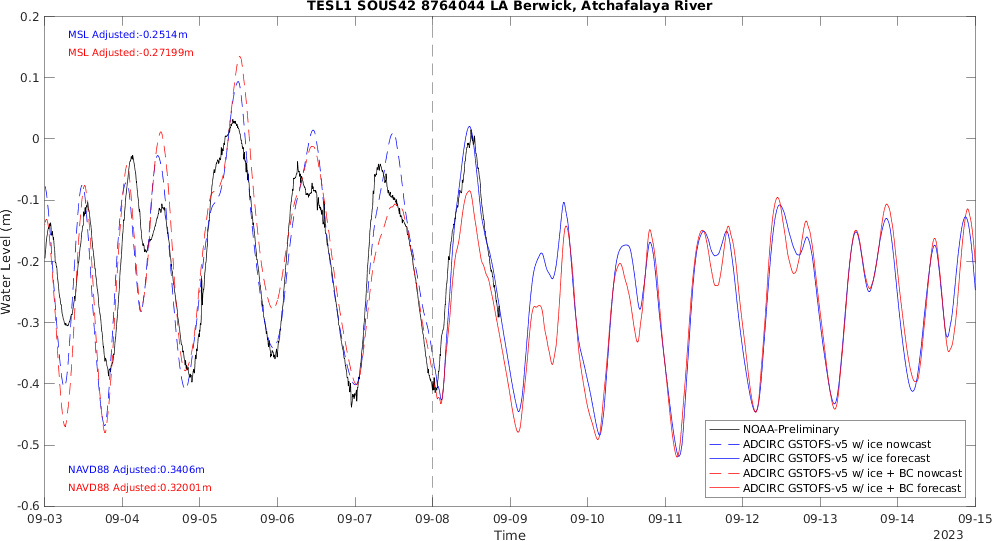 TESL1 SOUS42 8764044 LA Berwick, Atchafalaya River
MSL Adjusted:-0.2514m
MSL Adjusted:-0.27199m
Water Level (m)
0.2
0.1
0
-0.1
-0.2
-0.3
-0.4
-0.5
-0.6
NAVD88 Adjusted:0.3406m
NAVD88 Adjusted:0.32001m
NOAA-Preliminary
ADCIRC GSTOFS-v5 w/ ice nowcast
ADCIRC GSTOFS-v5 w/ ice forecast
ADCIRC GSTOFS-v5 w/ ice + BC nowcast
ADCIRC GSTOFS-v5 w/ ice + BC forecast
09-03 09-04 09-05 09-06 09-07 09-08 09-09 09-10 09-11 09-12 09-13 09-14 09-15
Time
2023